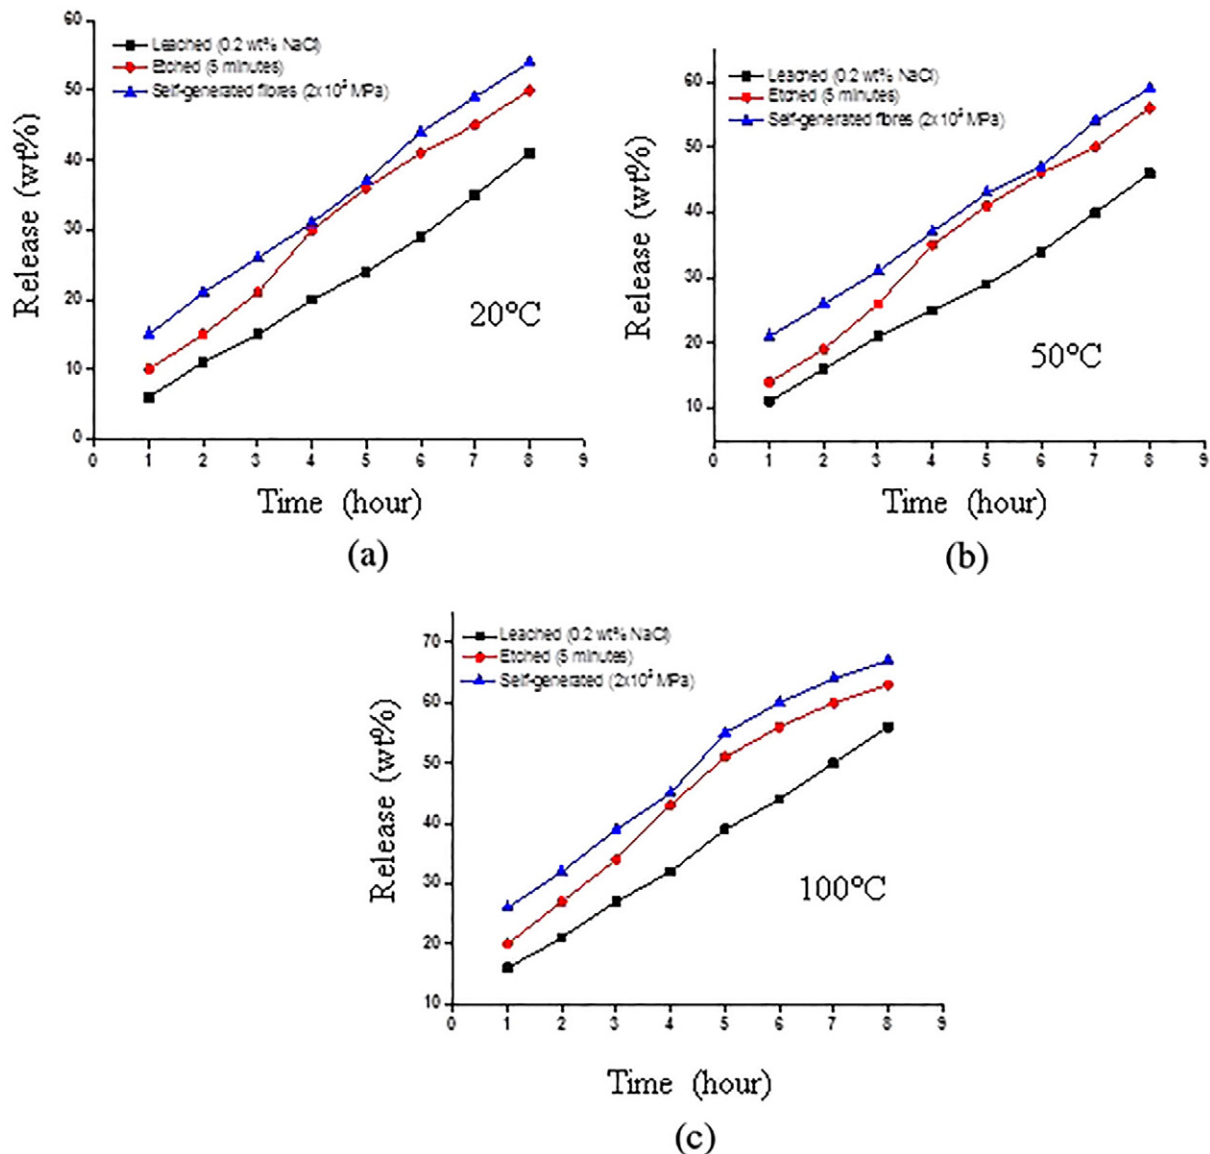 60
50
40
30
20
10
0
Release (wt%)
Leached (0.2 wt% NaCl)
Etched (5 minutes)
Self-generated fibres (2x10⁵ MPa)
20°C
0 1 2 3 4 5 6 7 8 9
Time (hour)
(a)
60
50
40
30
20
10
Release (wt%)
Leached (0.2 wt% NaCl)
Etched (5 minutes)
Self-generated fibres (2x10⁵ MPa)
50°C
0 1 2 3 4 5 6 7 8 9
Time (hour)
(b)
70
60
50
40
30
20
10
Release (wt%)
Leached (0.2 wt% NaCl)
Etched (5 minutes)
Self-generated (2x10⁵ MPa)
100°C
0 1 2 3 4 5 6 7 8 9
Time (hour)
(c)